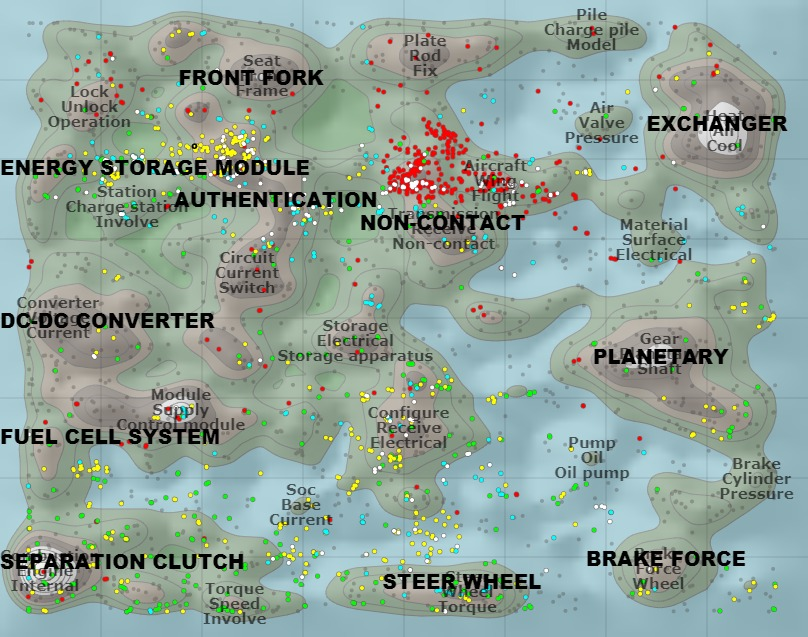 Pile
Charge pile
Model
Plate
Rod
Fix
Seat
FRONT FORK
Frame
Lock
Unlock
Operation
Air
Valve
Pressure
EXCHANGER
Air
Cool
ENERGY STORAGE MODULE
Aircraft
Wing
Flight
Station
Charge station
Involve
AUTHENTICATION
Transmission
NON-CONTACT
Receive
Non-contact
Material
Surface
Electrical
Circuit
Current
Switch
Converter
DC-DC CONVERTER
Current
Storage
Electrical
Storage apparatus
Gear
PLANETARY
Shaft
Module
Supply
Control module
Configure
Receive
Electrical
FUEL CELL SYSTEM
Pump
Oil
Oil pump
Brake
Cylinder
Pressure
Soc
Base
Current
SEPARATION CLUTCH
Engine
Internal
BRAKE FORCE
Force
Wheel
STEER WHEEL
Wheel
Torque
Torque
Speed
Involve